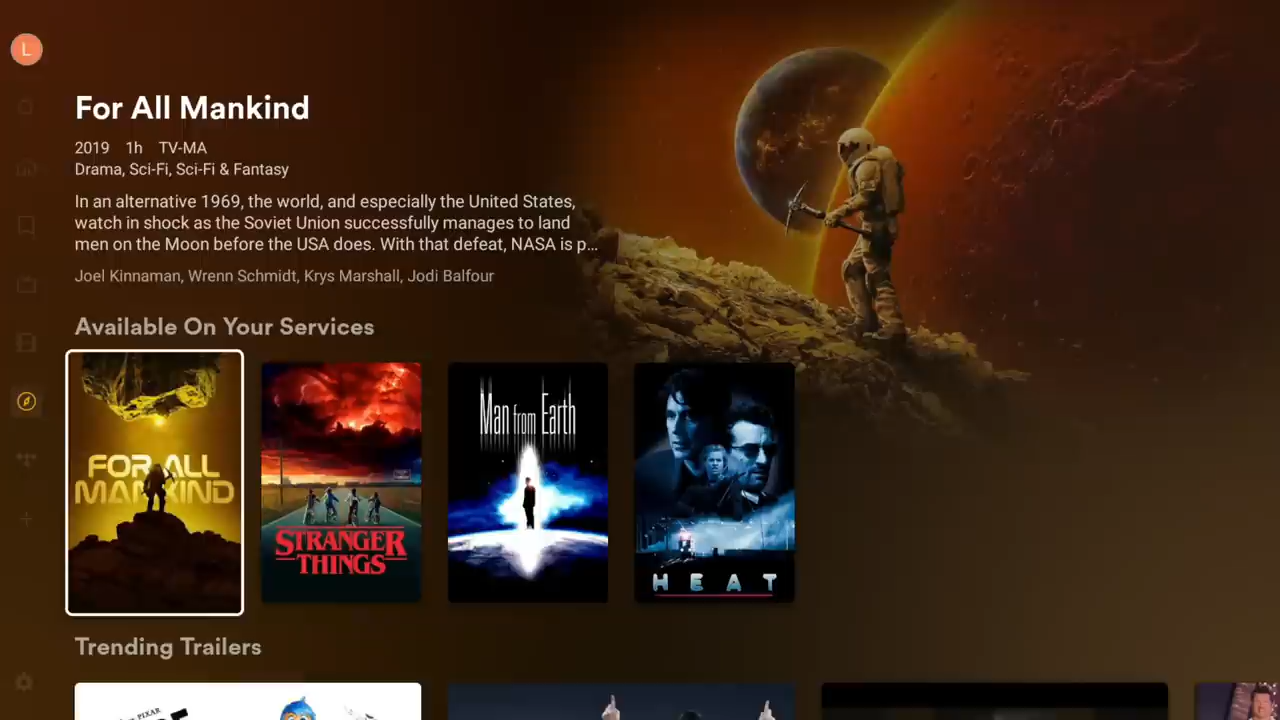 L
For All Mankind
2019 1h TV-MA
Drama, Sci-Fi, Sci-Fi & Fantasy
In an alternative 1969, the world, and especially the United States,
watch in shock as the Soviet Union successfully manages to land
men on the Moon before the USA does. With that defeat, NASA is p...
Joel Kinnaman, Wrenn Schmidt, Krys Marshall, Jodi Balfour
Available On Your Services
FOR ALL
MANKIND
STRANGER
THINGS
Man from Earth
HEAT
Trending Trailers
PIXAR